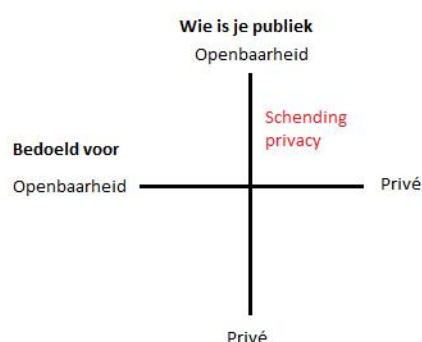 Wie is je publiek
Openbaarheid
Schending
privacy
Bedoeld voor
Openbaarheid
Privé
Privé